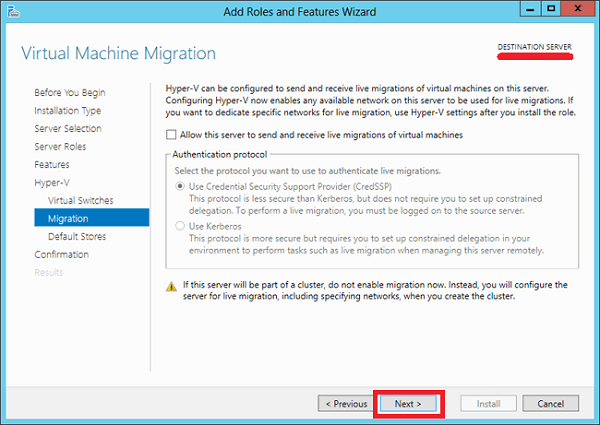 Add Roles and Features Wizard
Virtual Machine Migration
DESTINATION SERVER
Before You Begin
Installation Type
Server Selection
Server Roles
Features
Hyper-V
Virtual Switches
Migration
Default Stores
Confirmation
Results
Hyper-V can be configured to send and receive live migrations of virtual machines on this server.
Configuring Hyper-V now enables any available network on this server to be used for live migrations. If
you want to dedicate specific networks for live migration, use Hyper-V settings after you install the role.
Allow this server to send and receive live migrations of virtual machines
Authentication protocol
Select the protocol you want to use to authenticate live migrations.
Use Credential Security Support Provider (CredSSP)
This protocol is less secure than Kerberos, but does not require you to set up constrained
delegation. To perform a live migration, you must be logged on to the source server.
Use Kerberos
This protocol is more secure but requires you to set up constrained delegation in your
environment to perform tasks such as live migration when managing this server remotely.
If this server will be part of a cluster, do not enable migration now. Instead, you will configure the
server for live migration, including specifying networks, when you create the cluster.
< Previous
Next >
Install
Cancel